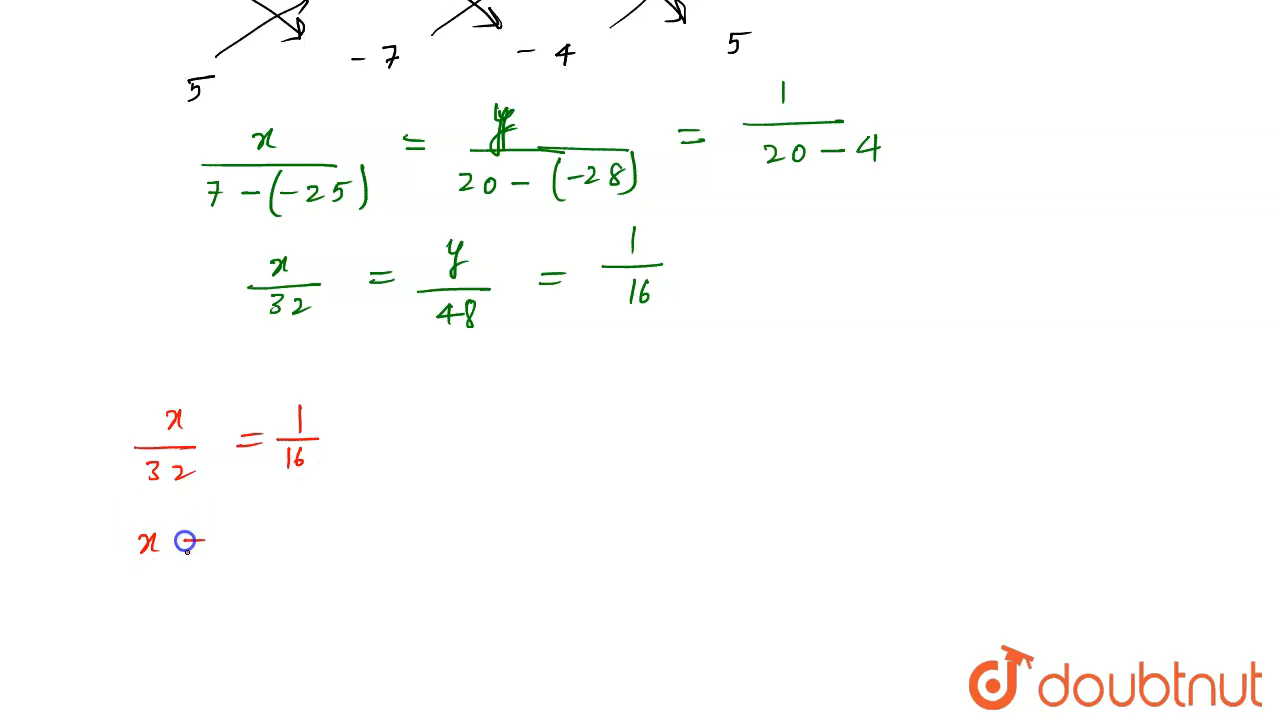 5 - 7 - 4 5
x/7-(-25) = y/20-(-28) = 1/20-4
x/32 = y/48 = 1/16
x/32 = 1/16
x =
doubtnut